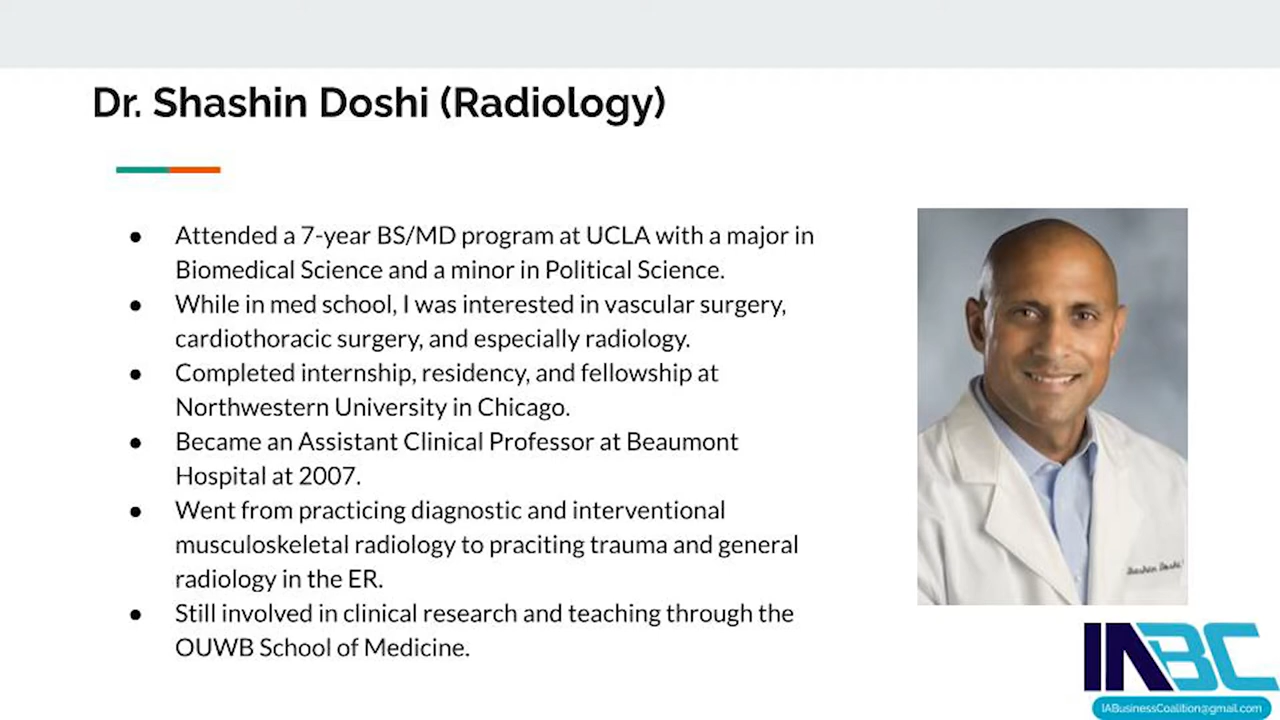 Dr. Shashin Doshi (Radiology)
● Attended a 7-year BS/MD program at UCLA with a major in
Biomedical Science and a minor in Political Science.
● While in med school, I was interested in vascular surgery,
cardiothoracic surgery, and especially radiology.
● Completed internship, residency, and fellowship at
Northwestern University in Chicago.
● Became an Assistant Clinical Professor at Beaumont
Hospital at 2007.
● Went from practicing diagnostic and interventional
musculoskeletal radiology to praciting trauma and general
radiology in the ER.
● Still involved in clinical research and teaching through the
OUWB School of Medicine.
Shashin Doshi
IABC
IABusinessCoalition@gmail.com